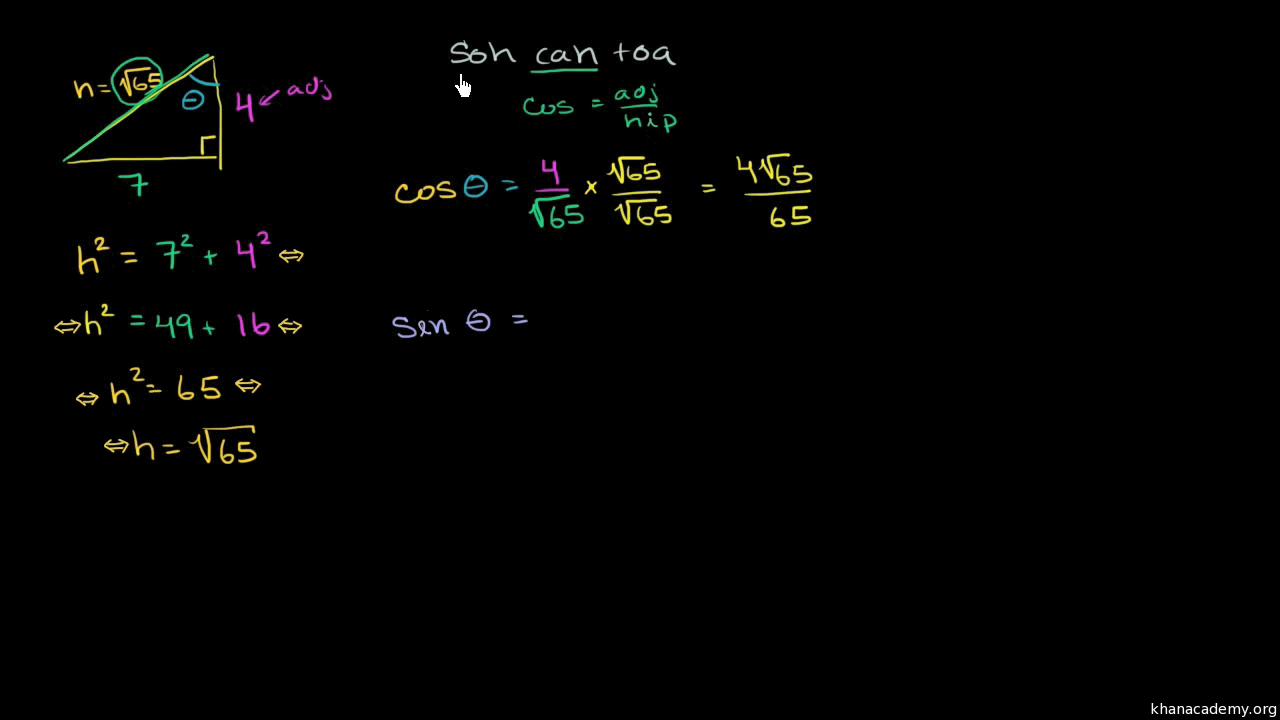 soh cah toa
h = √65
θ
4 ← adj
cos = adj/hip
7
cos θ = 4/√65 × √65/√65 = 4√65/65
h² = 7² + 4² ⇔
⇔ h² = 49 + 16 ⇔
sen θ =
⇔ h² = 65 ⇔
⇔ h = √65
khanacademy.org